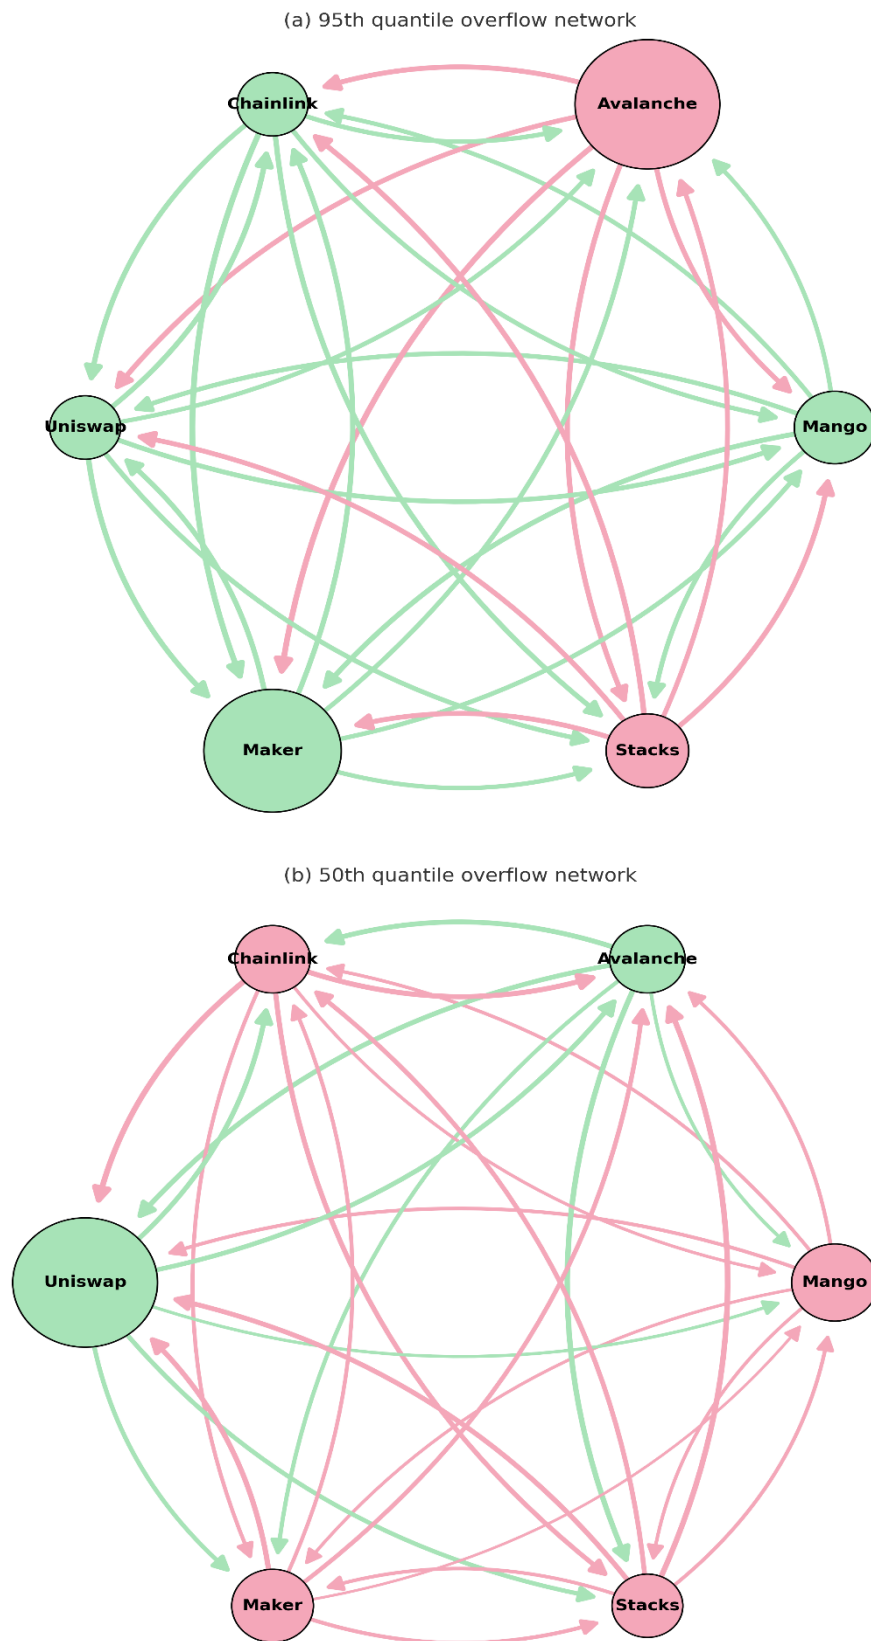 (a) 95th quantile overflow network
Chainlink
Avalanche
Uniswap
Mango
Maker
Stacks
(b) 50th quantile overflow network
Chainlink
Avalanche
Uniswap
Mango
Maker
Stacks